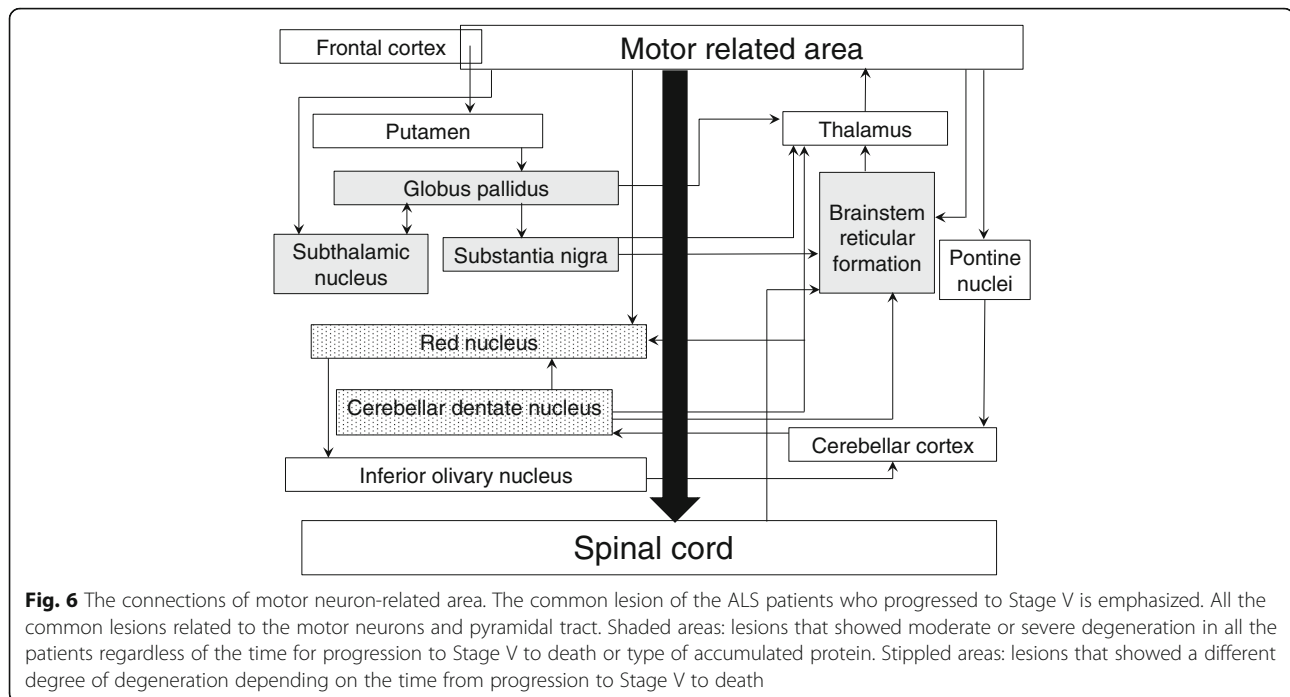 Frontal cortex
Motor related area
Putamen
Thalamus
Globus pallidus
Brainstem
reticular
formation
Subthalamic
nucleus
Substantia nigra
Pontine
nuclei
Red nucleus
Cerebellar dentate nucleus
Cerebellar cortex
Inferior olivary nucleus
Spinal cord
Fig. 6 The connections of motor neuron-related area. The common lesion of the ALS patients who progressed to Stage V is emphasized. All the
common lesions related to the motor neurons and pyramidal tract. Shaded areas: lesions that showed moderate or severe degeneration in all the
patients regardless of the time for progression to Stage V to death or type of accumulated protein. Stippled areas: lesions that showed a different
degree of degeneration depending on the time from progression to Stage V to death